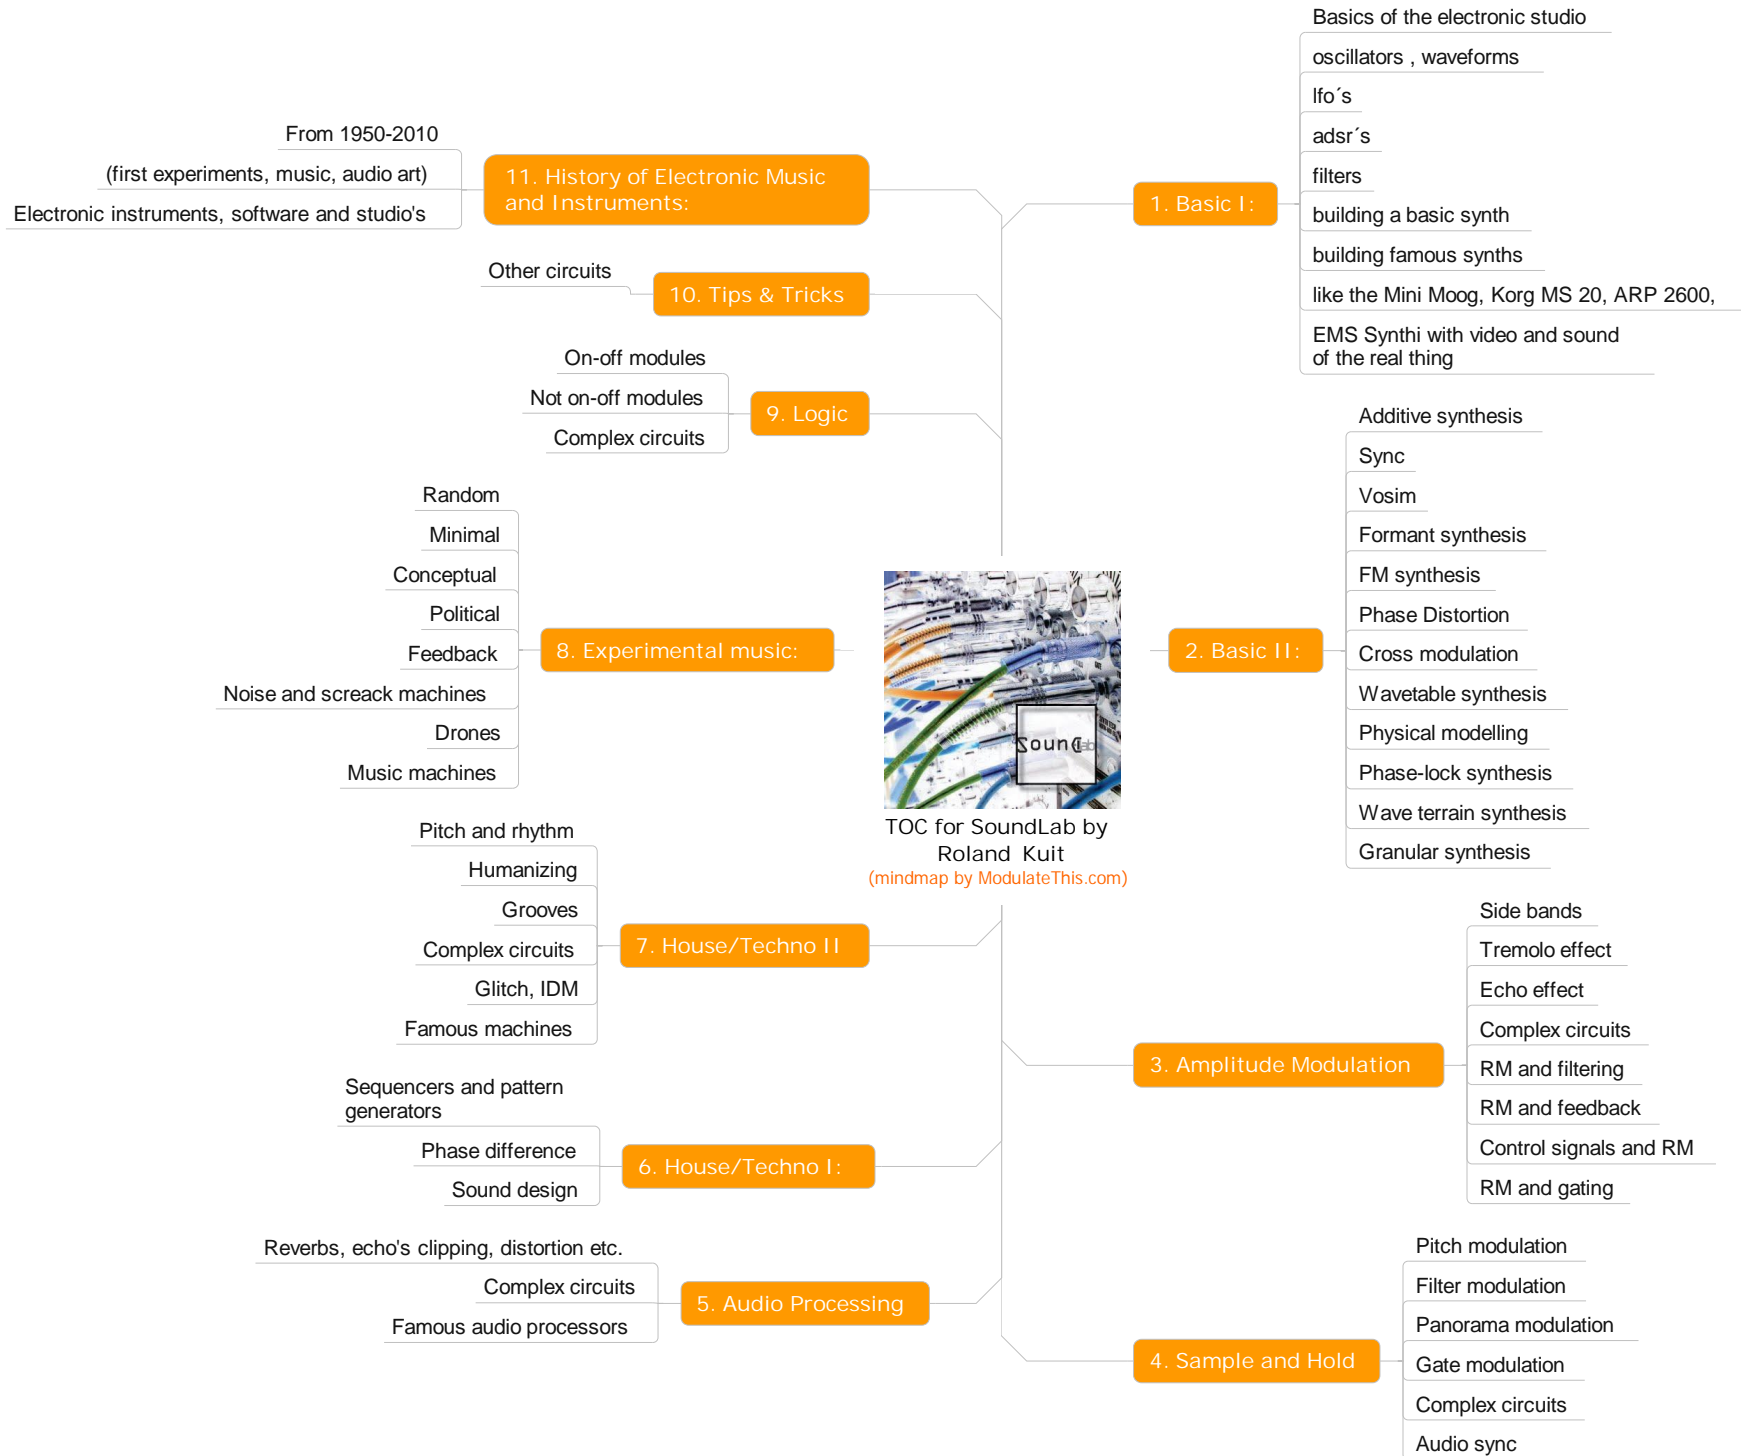 1. Basic I:
Basics of the electronic studio
oscillators , waveforms
lfo´s
adsr´s
filters
building a basic synth
building famous synths
like the Mini Moog, Korg MS 20, ARP 2600,
EMS Synthi with video and sound
of the real thing
2. Basic II:
Additive synthesis
Sync
Vosim
Formant synthesis
FM synthesis
Phase Distortion
Cross modulation
Wavetable synthesis
Physical modelling
Phase-lock synthesis
Wave terrain synthesis
Granular synthesis
3. Amplitude Modulation
Side bands
Tremolo effect
Echo effect
Complex circuits
RM and filtering
RM and feedback
Control signals and RM
RM and gating
4. Sample and Hold
Pitch modulation
Filter modulation
Panorama modulation
Gate modulation
Complex circuits
Audio sync
5. Audio Processing
Reverbs, echo's clipping, distortion etc.
Complex circuits
Famous audio processors
6. House/Techno I:
Sequencers and pattern
generators
Phase difference
Sound design
7. House/Techno II
Pitch and rhythm
Humanizing
Grooves
Complex circuits
Glitch, IDM
Famous machines
8. Experimental music:
Random
Minimal
Conceptual
Political
Feedback
Noise and screack machines
Drones
Music machines
9. Logic
On-off modules
Not on-off modules
Complex circuits
10. Tips & Tricks
Other circuits
11. History of Electronic Music
and Instruments:
From 1950-2010
(first experiments, music, audio art)
Electronic instruments, software and studio's
SounDlab
TOC for SoundLab by
Roland Kuit
(mindmap by ModulateThis.com)